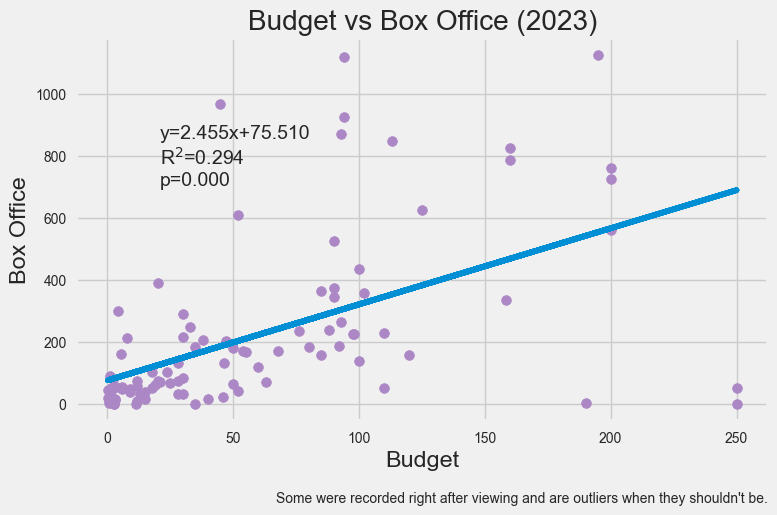 Budget vs Box Office (2023)
Box Office
1000
800
600
400
200
0
y=2.455x+75.510
R²=0.294
p=0.000
0 50 100 150 200 250
Budget
Some were recorded right after viewing and are outliers when they shouldn't be.